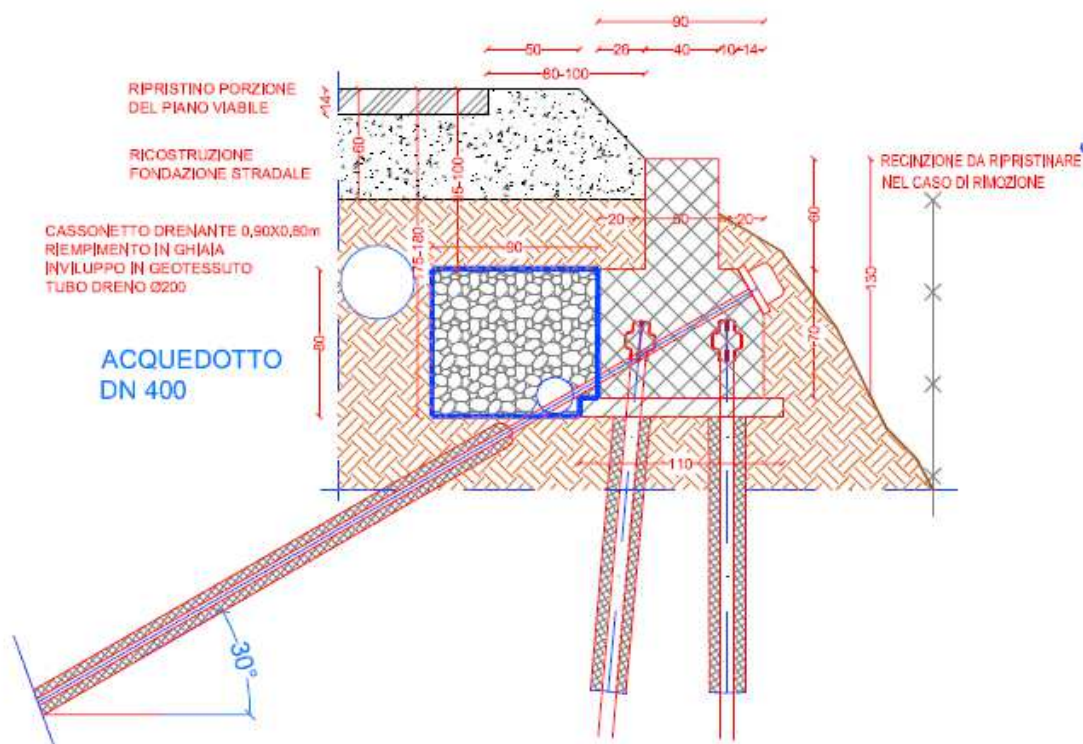 90
50
26
40
10
14
80-100
RIPRISTINO PORZIONE
DEL PIANO VIABILE
14
RICOSTRUZIONE
FONDAZIONE STRADALE
60
175-180
RECINZIONE DA RIPRISTINARE
NEL CASO DI RIMOZIONE
CASSONETTO DRENANTE 0,90X0,80m
RIEMPIMENTO IN GHIAIA
INVILUPPO IN GEOTESSUTO
TUBO DRENO Ø200
90
20
20
60
130
ACQUEDOTTO
DN 400
80
70
110
30°